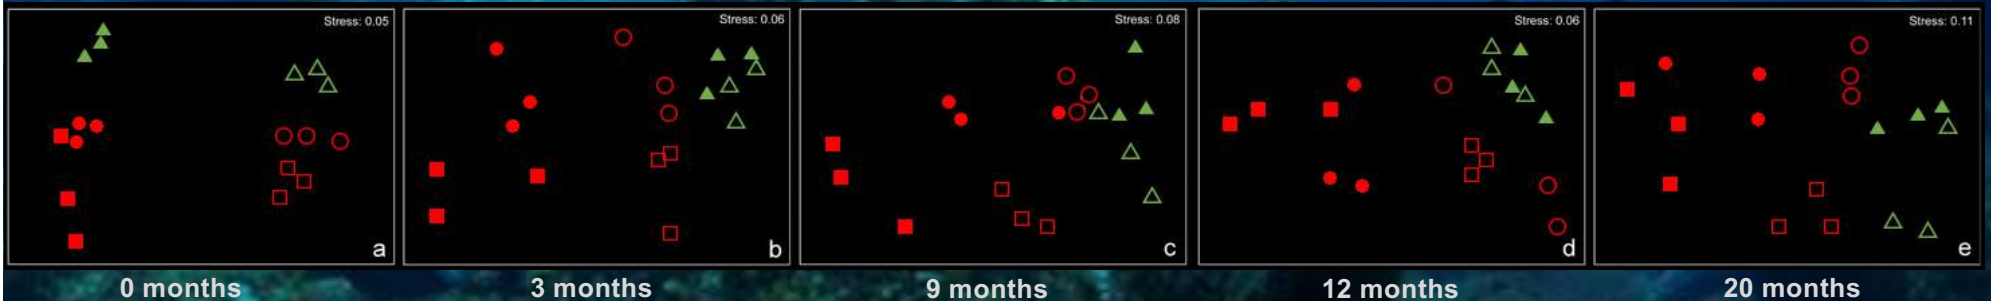 Stress: 0.05
a
0 months
Stress: 0.06
b
3 months
Stress: 0.08
c
9 months
Stress: 0.06
d
12 months
Stress: 0.11
e
20 months